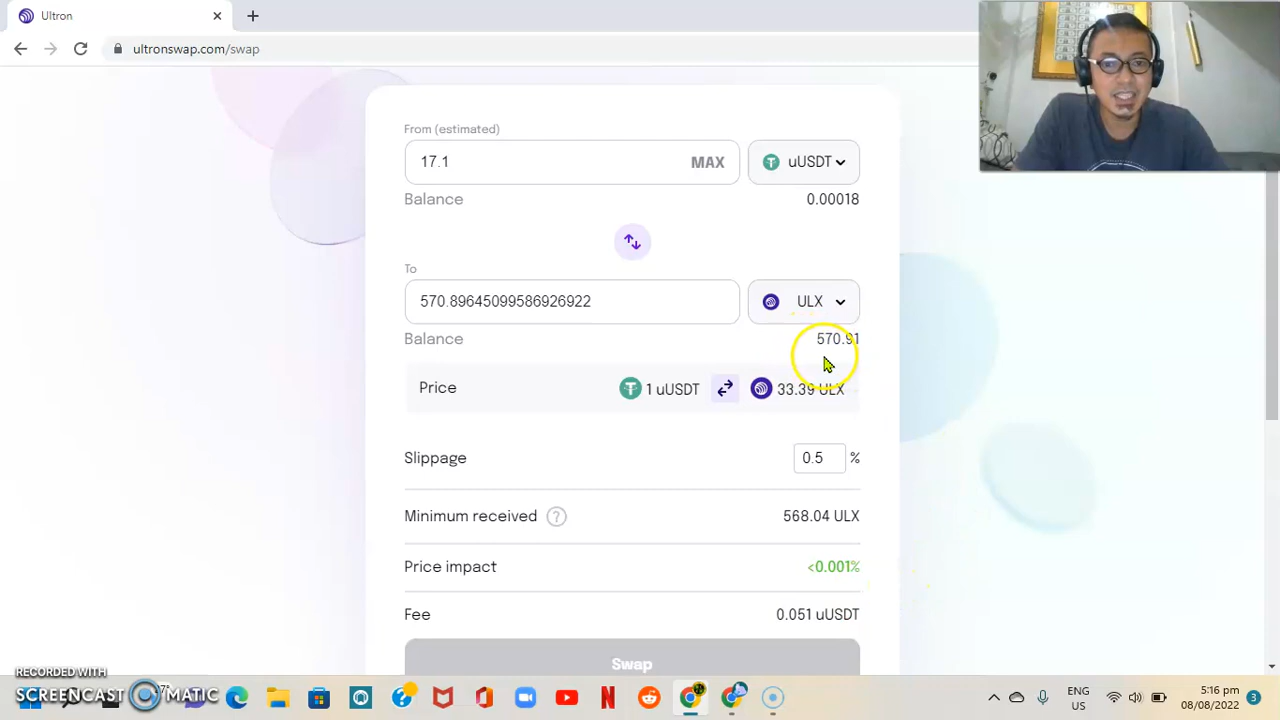 Ultron
ultronswap.com/swap
From (estimated)
17.1 MAX uUSDT
Balance 0.00018
To
570.89645099586926922 ULX
Balance 570.91
Price 1 uUSDT 33.39 ULX
Slippage 0.5 %
Minimum received ? 568.04 ULX
Price impact <0.001%
Fee 0.051 uUSDT
Swap
RECORDED WITH
SCREENCAST MATIC
ENG
US
5:16 pm
08/08/2022
3